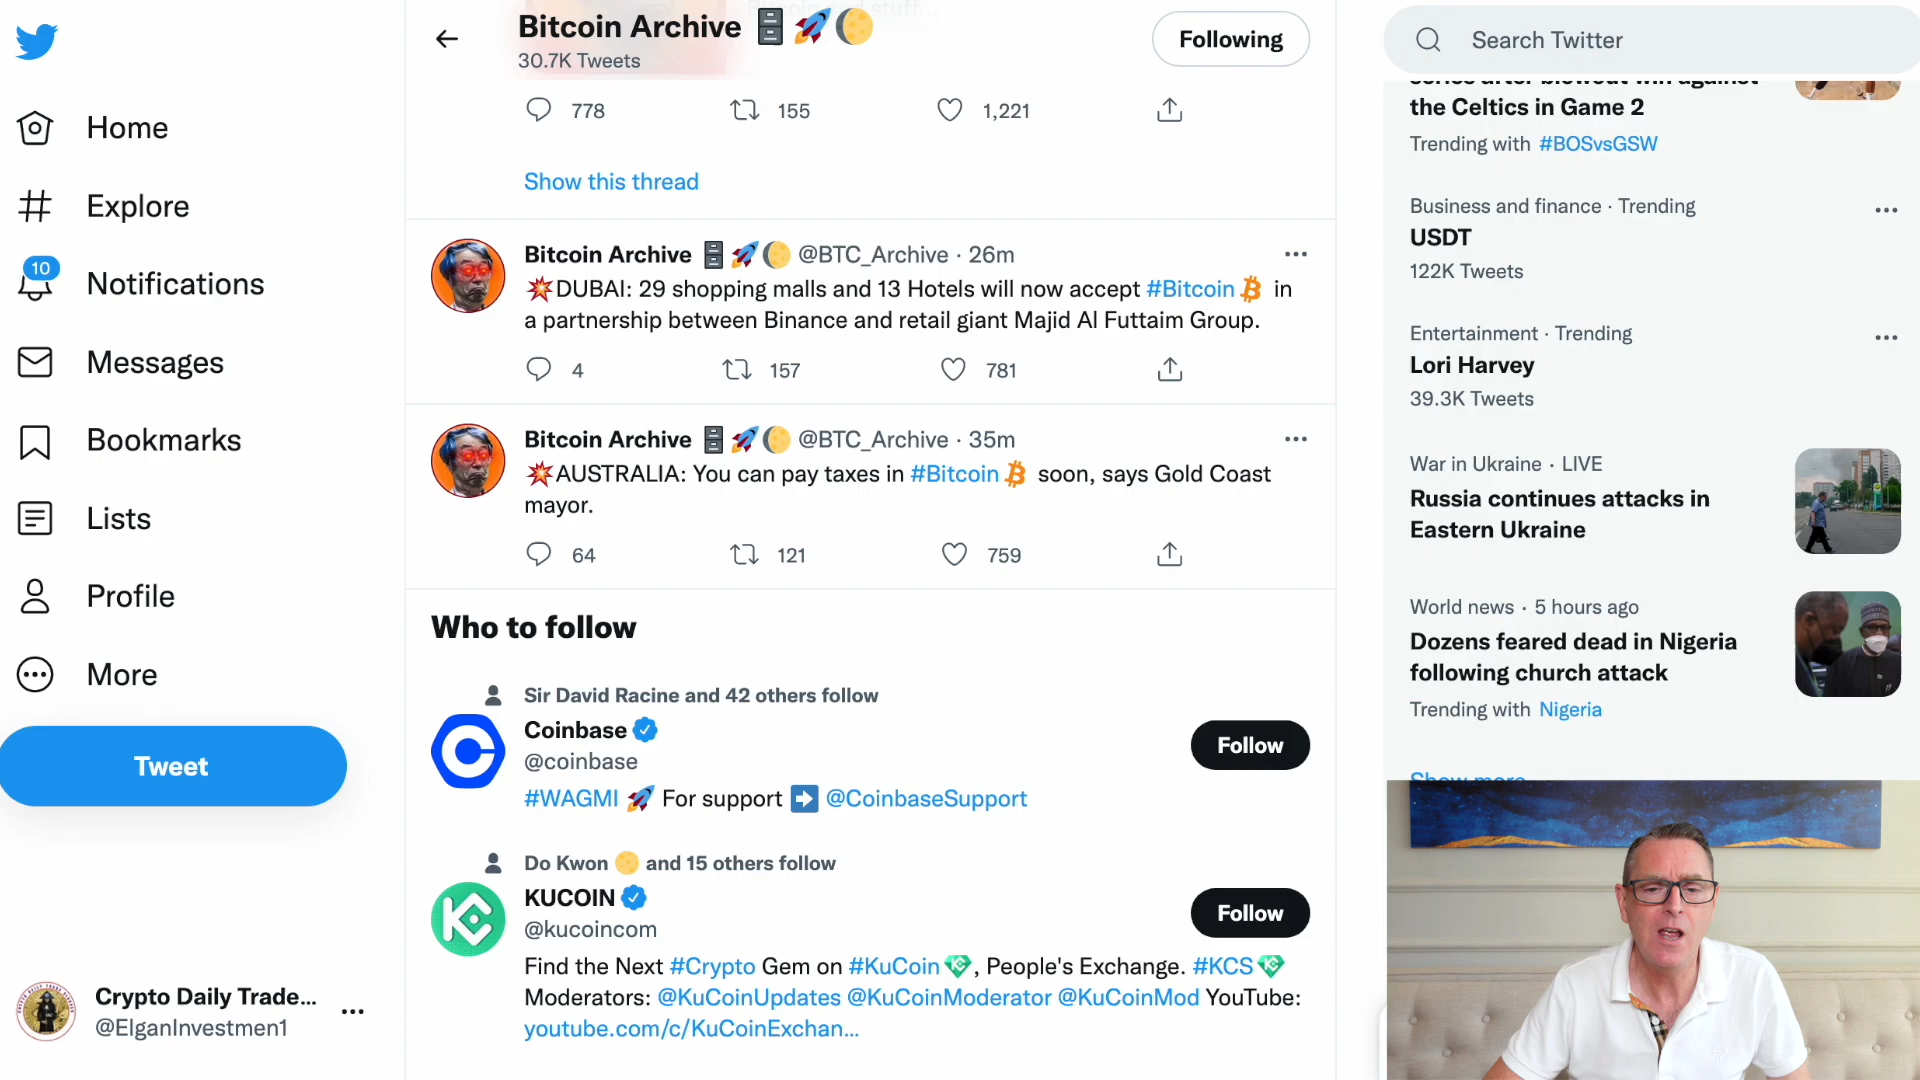 Bitcoin Archive
30.7K Tweets
Following
Search Twitter
Home
Explore
10
Notifications
Messages
Bookmarks
Lists
Profile
More
Tweet
Crypto Daily Trade...
@ElganInvestmen1
778
155
1,221
Show this thread
Bitcoin Archive @BTC_Archive · 26m
DUBAI: 29 shopping malls and 13 Hotels will now accept #Bitcoin in
a partnership between Binance and retail giant Majid Al Futtaim Group.
4
157
781
Bitcoin Archive @BTC_Archive · 35m
AUSTRALIA: You can pay taxes in #Bitcoin soon, says Gold Coast
mayor.
64
121
759
Who to follow
Sir David Racine and 42 others follow
Coinbase
@coinbase
Follow
#WAGMI 🚀 For support ➡ @CoinbaseSupport
Do Kwon 🌕 and 15 others follow
KUCOIN
@kucoincom
Follow
Find the Next #Crypto Gem on #KuCoin, People's Exchange. #KCS
Moderators: @KuCoinUpdates @KuCoinModerator @KuCoinMod YouTube:
youtube.com/c/KuCoinExchan...
series after blowout win against
the Celtics in Game 2
Trending with #BOSvsGSW
Business and finance · Trending
USDT
122K Tweets
Entertainment · Trending
Lori Harvey
39.3K Tweets
War in Ukraine · LIVE
Russia continues attacks in
Eastern Ukraine
World news · 5 hours ago
Dozens feared dead in Nigeria
following church attack
Trending with Nigeria
Show more